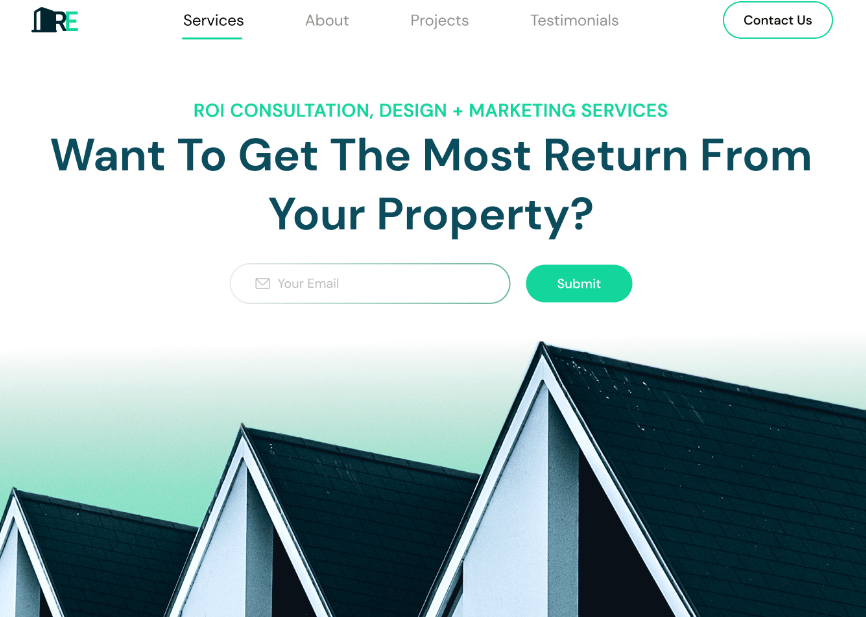 RE
Services
About
Projects
Testimonials
Contact Us
ROI CONSULTATION, DESIGN + MARKETING SERVICES
Want To Get The Most Return From
Your Property?
Your Email
Submit